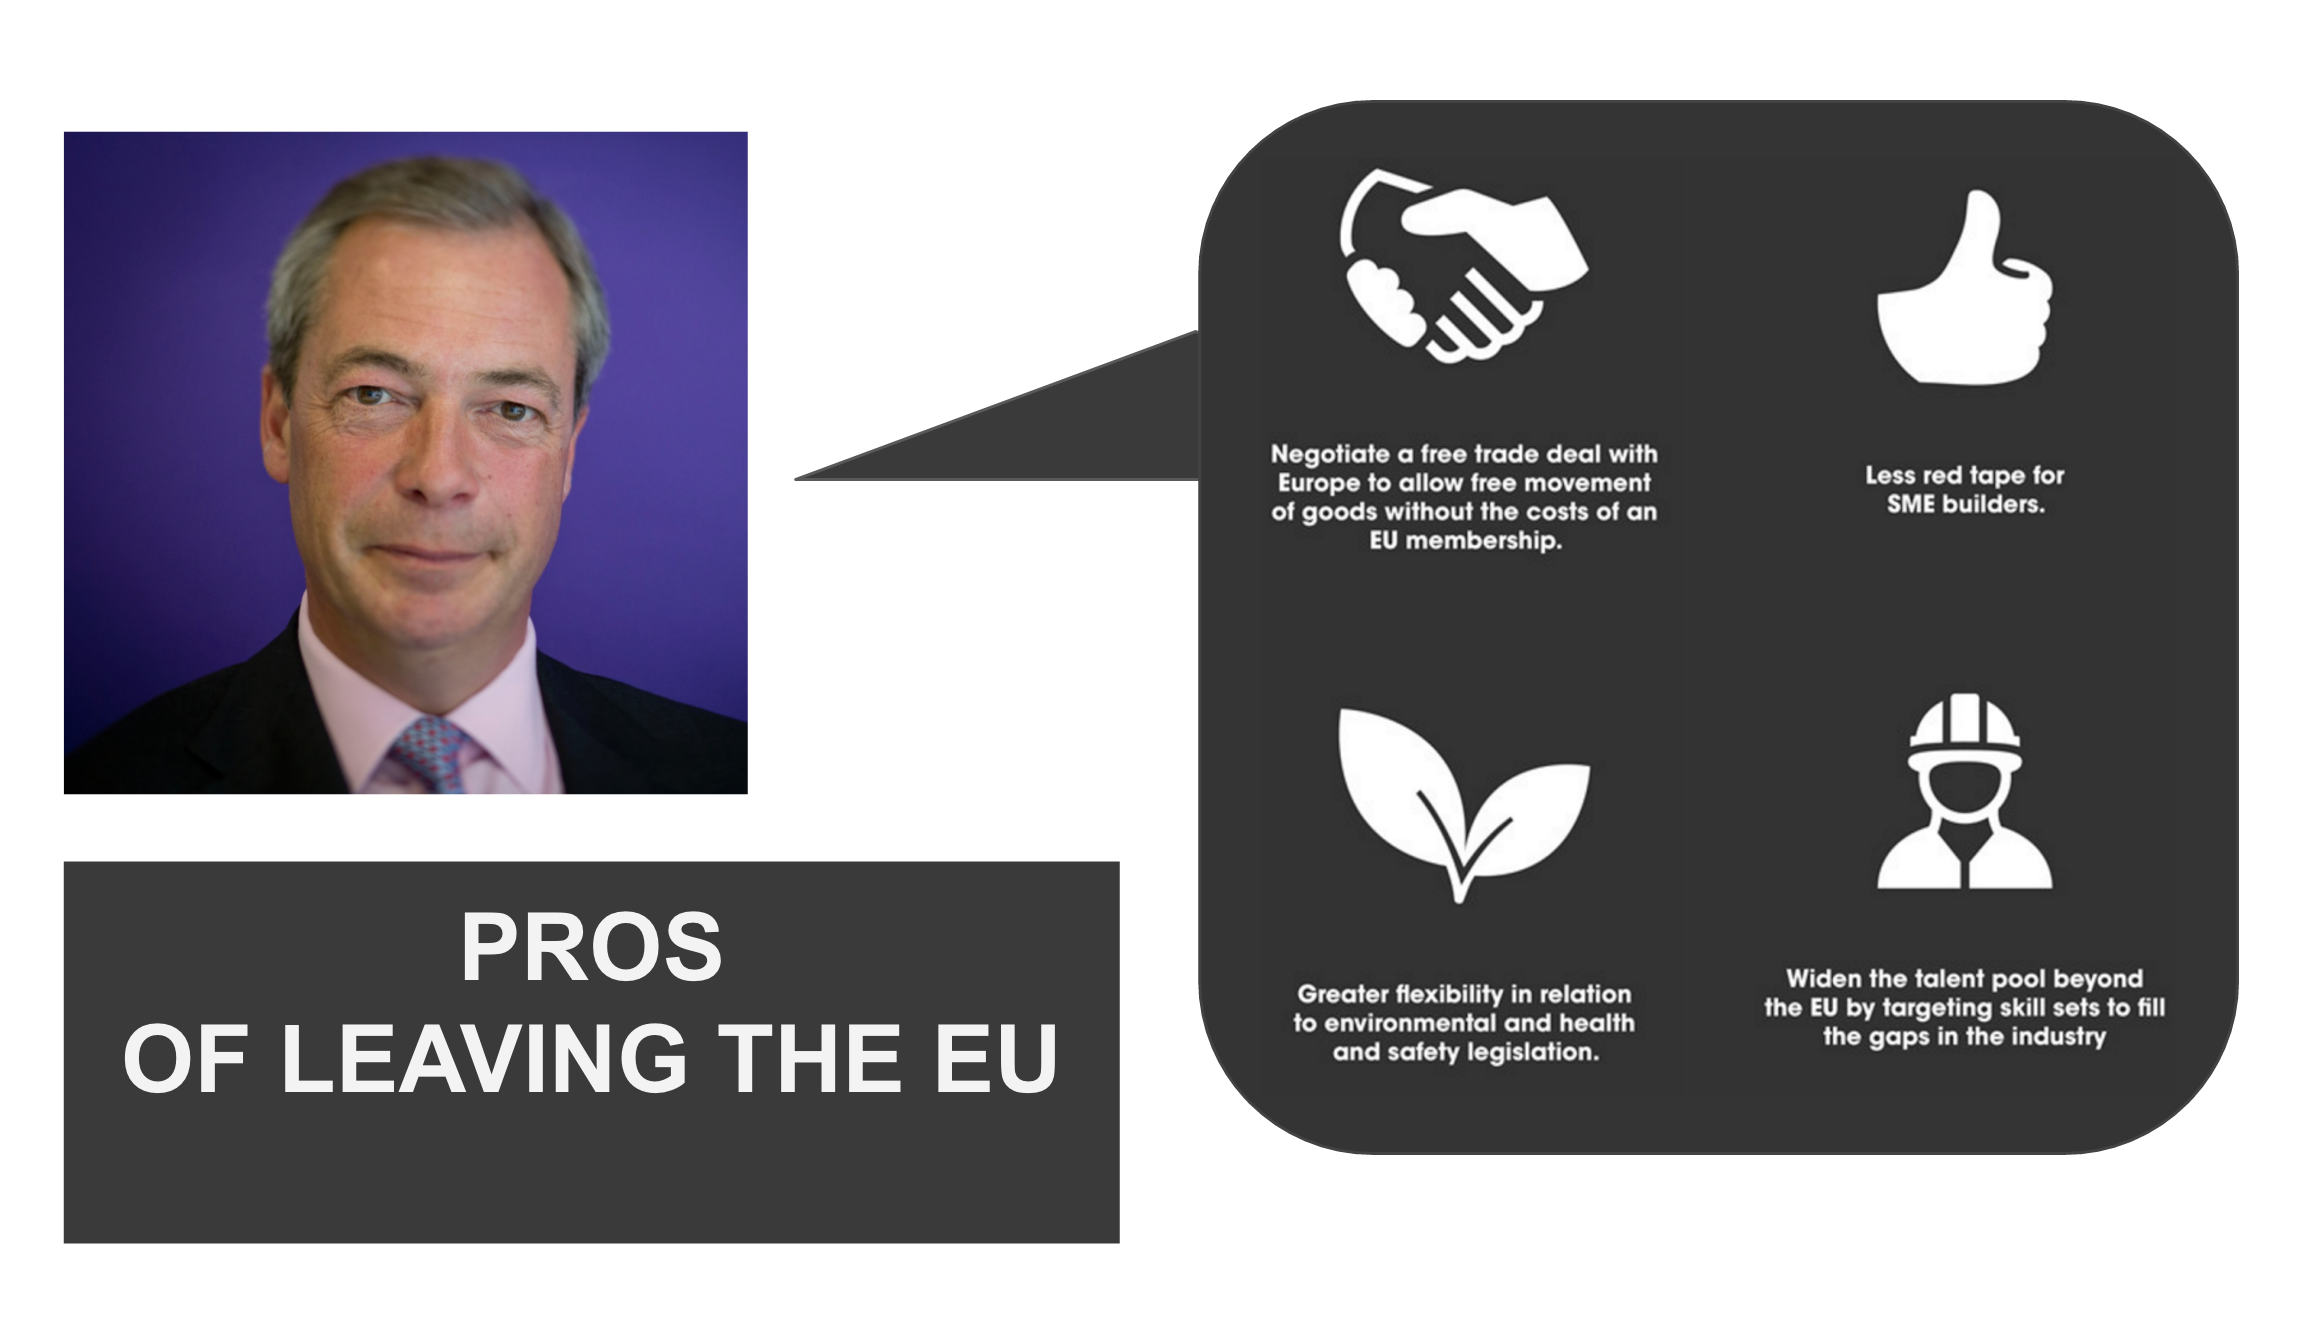 Negotiate a free trade deal with
Europe to allow free movement
of goods without the costs of an
EU membership.
Less red tape for
SME builders.
Greater flexibility in relation
to environmental and health
and safety legislation.
Widen the talent pool beyond
the EU by targeting skill sets to fill
the gaps in the industry
PROS
OF LEAVING THE EU